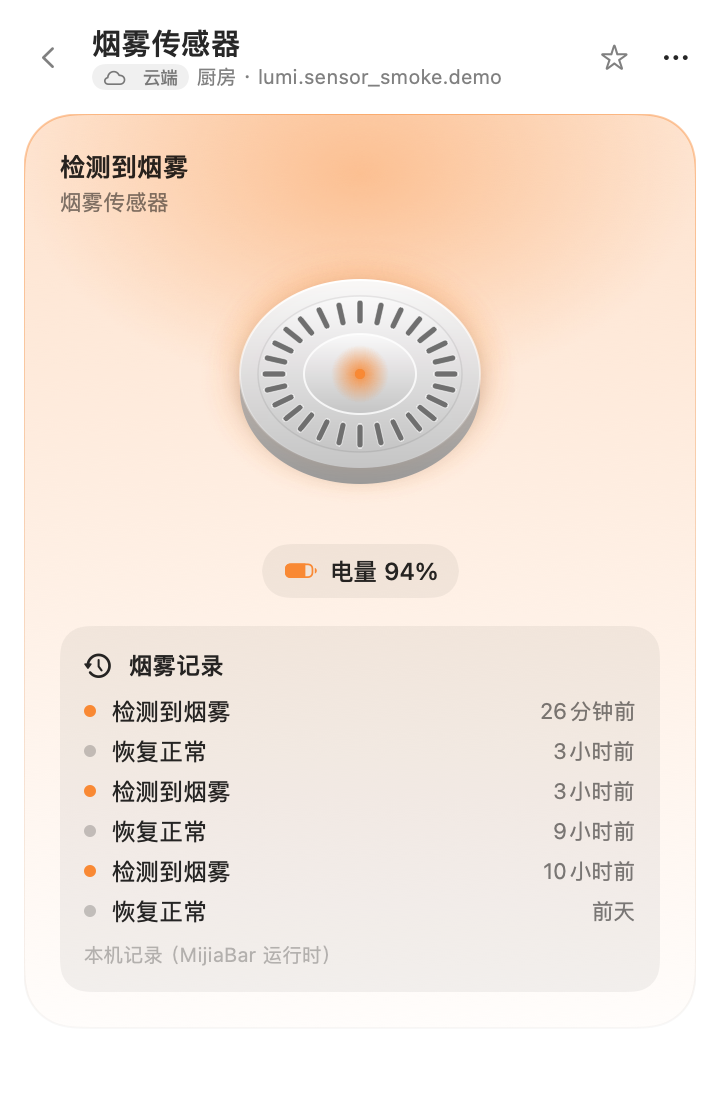 烟雾传感器
云端 厨房 · lumi.sensor_smoke.demo
检测到烟雾
烟雾传感器
电量 94%
烟雾记录
检测到烟雾 26分钟前
恢复正常 3小时前
检测到烟雾 3小时前
恢复正常 9小时前
检测到烟雾 10小时前
恢复正常 前天
本机记录（MijiaBar 运行时）